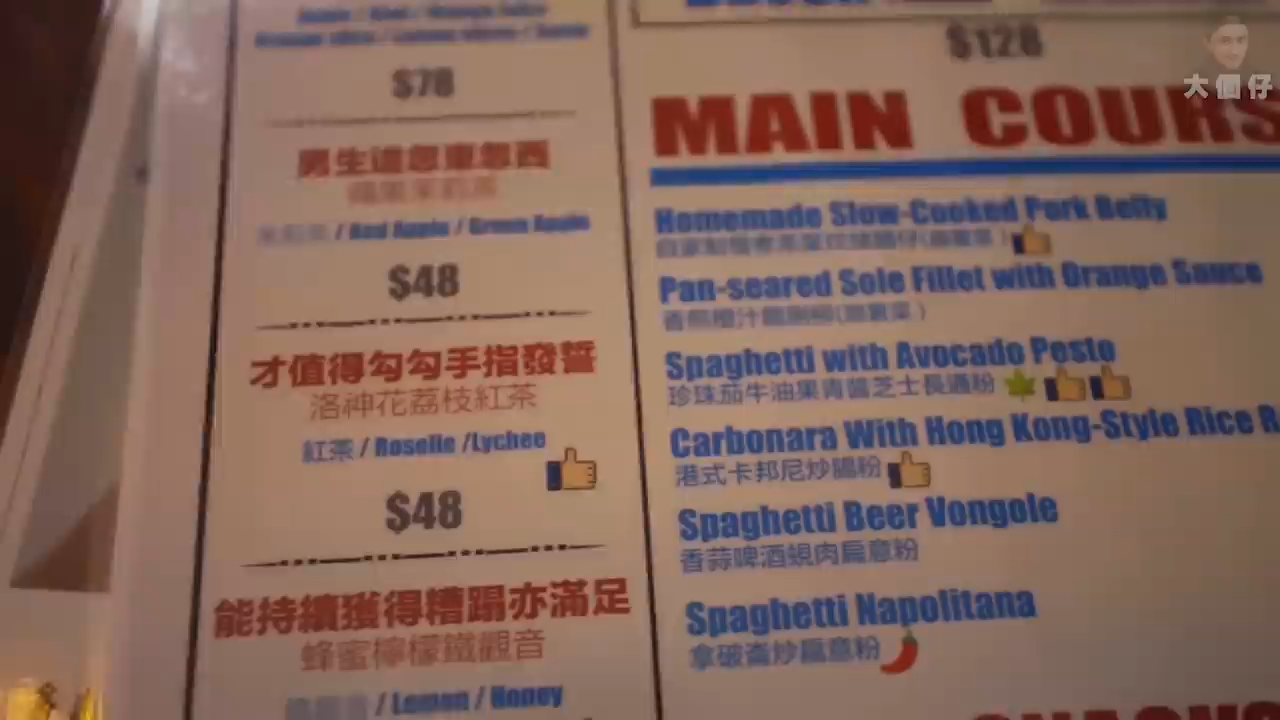 $78
男生道忽東忽西
/ Red Apple / Green Apple
$48
才值得勾勾手指發誓
洛神花荔枝紅茶
紅茶 / Roselle /Lychee
$48
能持續獲得糟蹋亦滿足
蜂蜜檸檬鐵觀音
/ Lemon / Honey
$128
MAIN COURS
Homemade Slow-Cooked Pork Belly
Pan-seared Sole Fillet with Orange Sauce
香煎橙汁龍脷柳
Spaghetti with Avocado Pesto
珍珠茄牛油果青醬芝士長通粉
Carbonara With Hong Kong-Style Rice R
港式卡邦尼炒腸粉
Spaghetti Beer Vongole
香蒜啤酒蜆肉扁意粉
Spaghetti Napolitana
拿破崙炒扁意粉
大個仔